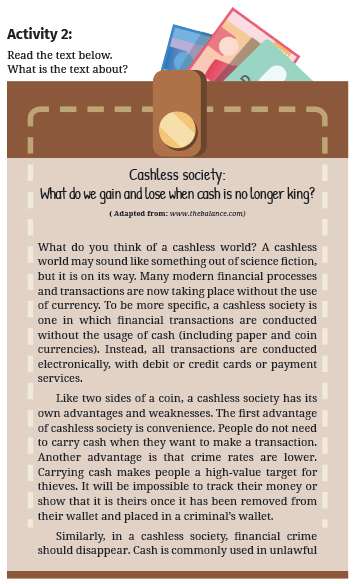 Activity 2:
Read the text below.
What is the text about?
Cashless society:
What do we gain and lose when cash is no longer king?
( Adapted from: www.thebalance.com)
What do you think of a cashless world? A cashless
world may sound like something out of science fiction,
but it is on its way. Many modern financial processes
and transactions are now taking place without the use
of currency. To be more specific, a cashless society is
one in which financial transactions are conducted
without the usage of cash (including paper and coin
currencies). Instead, all transactions are conducted
electronically, with debit or credit cards or payment
services.
Like two sides of a coin, a cashless society has its
own advantages and weaknesses. The first advantage
of cashless society is convenience. People do not need
to carry cash when they want to make a transaction.
Another advantage is that crime rates are lower.
Carrying cash makes people a high-value target for
thieves. It will be impossible to track their money or
show that it is theirs once it has been removed from
their wallet and placed in a criminal’s wallet.
Similarly, in a cashless society, financial crime
should disappear. Cash is commonly used in unlawful